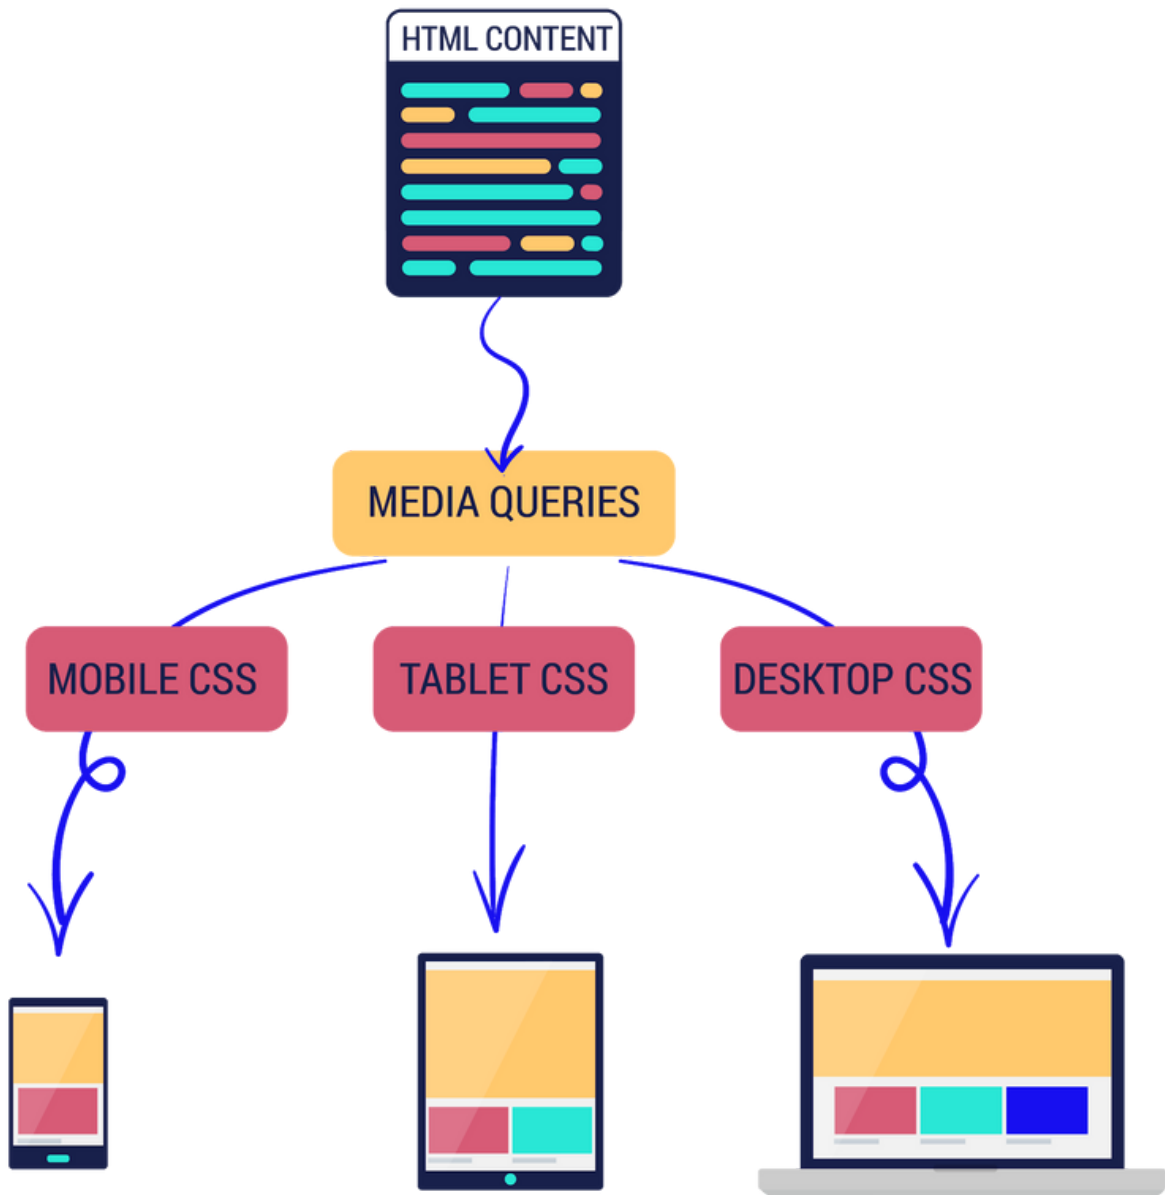 HTML CONTENT
MEDIA QUERIES
MOBILE CSS
TABLET CSS
DESKTOP CSS